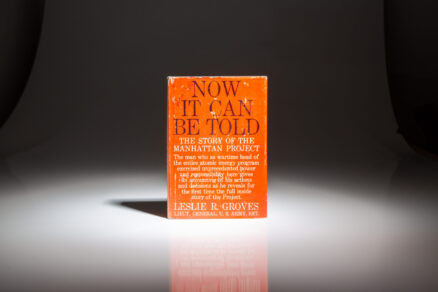 NOW
IT CAN
BE TOLD
THE STORY OF THE
MANHATTAN PROJECT
The man who as wartime head of
the entire atomic energy program
exercised unprecedented power
and responsibility here gives
an accounting of his actions
and decisions as he reveals for
the first time the full inside
story of the Project.
LESLIE R. GROVES
LIEUT. GENERAL, U. S. ARMY, RET.